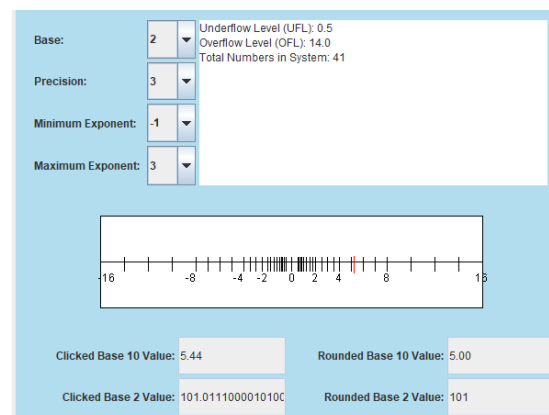 Base:
2
Underflow Level (UFL): 0.5
Overflow Level (OFL): 14.0
Total Numbers in System: 41
Precision:
3
Minimum Exponent:
-1
Maximum Exponent:
3
-16 -8 -4 -2 0 2 4 8 16
Clicked Base 10 Value: 5.44 Rounded Base 10 Value: 5.00
Clicked Base 2 Value: 101.0111000010100 Rounded Base 2 Value: 101